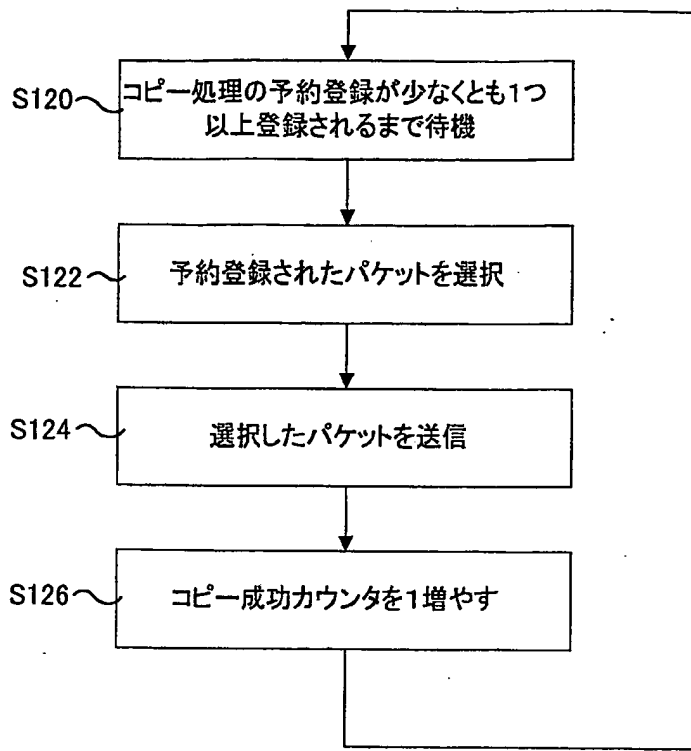 S120
コピー処理の予約登録が少なくとも1つ
以上登録されるまで待機
S122
予約登録されたパケットを選択
S124
選択したパケットを送信
S126
コピー成功カウンタを1増やす